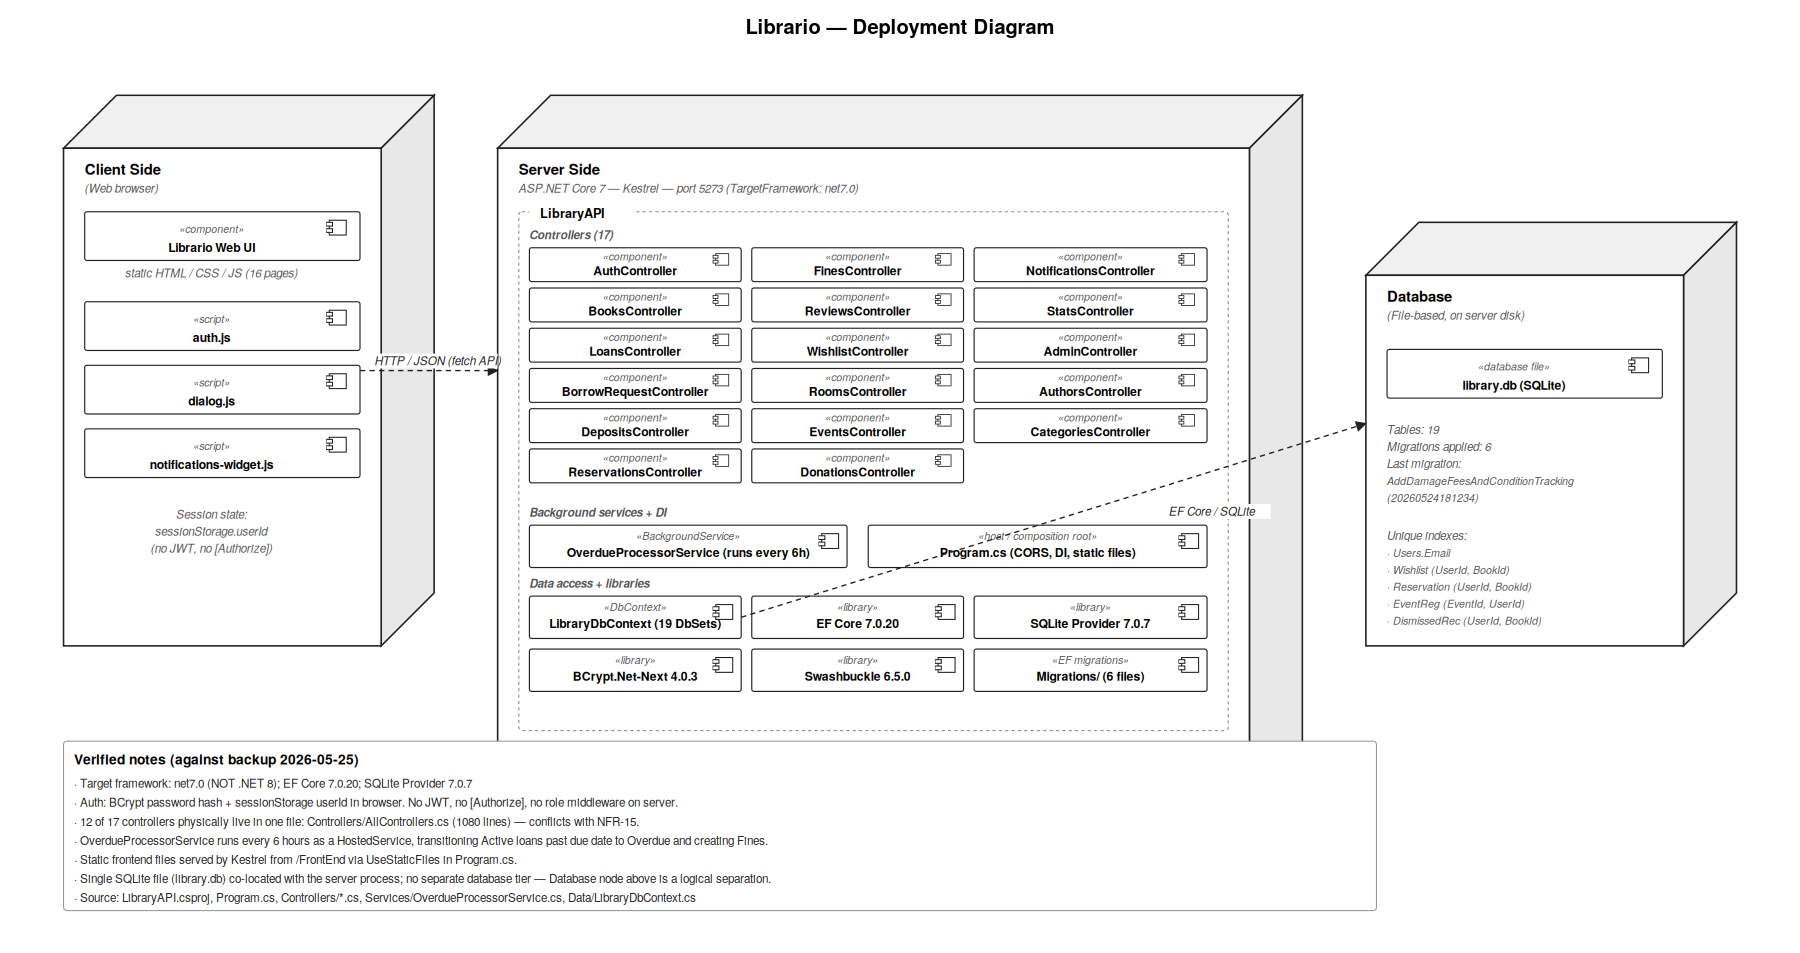 Librario — Deployment Diagram
Client Side
(Web browser)
«component»
Librario Web UI
static HTML / CSS / JS (16 pages)
«script»
auth.js
«script»
dialog.js
«script»
notifications-widget.js
Session state:
sessionStorage.userId
(no JWT, no [Authorize])
HTTP / JSON (fetch API)
Server Side
ASP.NET Core 7 — Kestrel — port 5273 (TargetFramework: net7.0)
LibraryAPI
Controllers (17)
«component»
AuthController
«component»
FinesController
«component»
NotificationsController
«component»
BooksController
«component»
ReviewsController
«component»
StatsController
«component»
LoansController
«component»
WishlistController
«component»
AdminController
«component»
BorrowRequestController
«component»
RoomsController
«component»
AuthorsController
«component»
DepositsController
«component»
EventsController
«component»
CategoriesController
«component»
ReservationsController
«component»
DonationsController
Background services + DI
«BackgroundService»
OverdueProcessorService (runs every 6h)
«host / composition root»
Program.cs (CORS, DI, static files)
Data access + libraries
«DbContext»
LibraryDbContext (19 DbSets)
«library»
EF Core 7.0.20
«library»
SQLite Provider 7.0.7
«library»
BCrypt.Net-Next 4.0.3
«library»
Swashbuckle 6.5.0
«EF migrations»
Migrations/ (6 files)
EF Core / SQLite
Database
(File-based, on server disk)
«database file»
library.db (SQLite)
Tables: 19
Migrations applied: 6
Last migration:
AddDamageFeesAndConditionTracking
(20260524181234)
Unique indexes:
· Users.Email
· Wishlist (UserId, BookId)
· Reservation (UserId, BookId)
· EventReg (EventId, UserId)
· DismissedRec (UserId, BookId)
Verified notes (against backup 2026-05-25)
· Target framework: net7.0 (NOT .NET 8); EF Core 7.0.20; SQLite Provider 7.0.7
· Auth: BCrypt password hash + sessionStorage userId in browser. No JWT, no [Authorize], no role middleware on server.
· 12 of 17 controllers physically live in one file: Controllers/AllControllers.cs (1080 lines) — conflicts with NFR-15.
· OverdueProcessorService runs every 6 hours as a HostedService, transitioning Active loans past due date to Overdue and creating Fines.
· Static frontend files served by Kestrel from /FrontEnd via UseStaticFiles in Program.cs.
· Single SQLite file (library.db) co-located with the server process; no separate database tier — Database node above is a logical separation.
· Source: LibraryAPI.csproj, Program.cs, Controllers/*.cs, Services/OverdueProcessorService.cs, Data/LibraryDbContext.cs